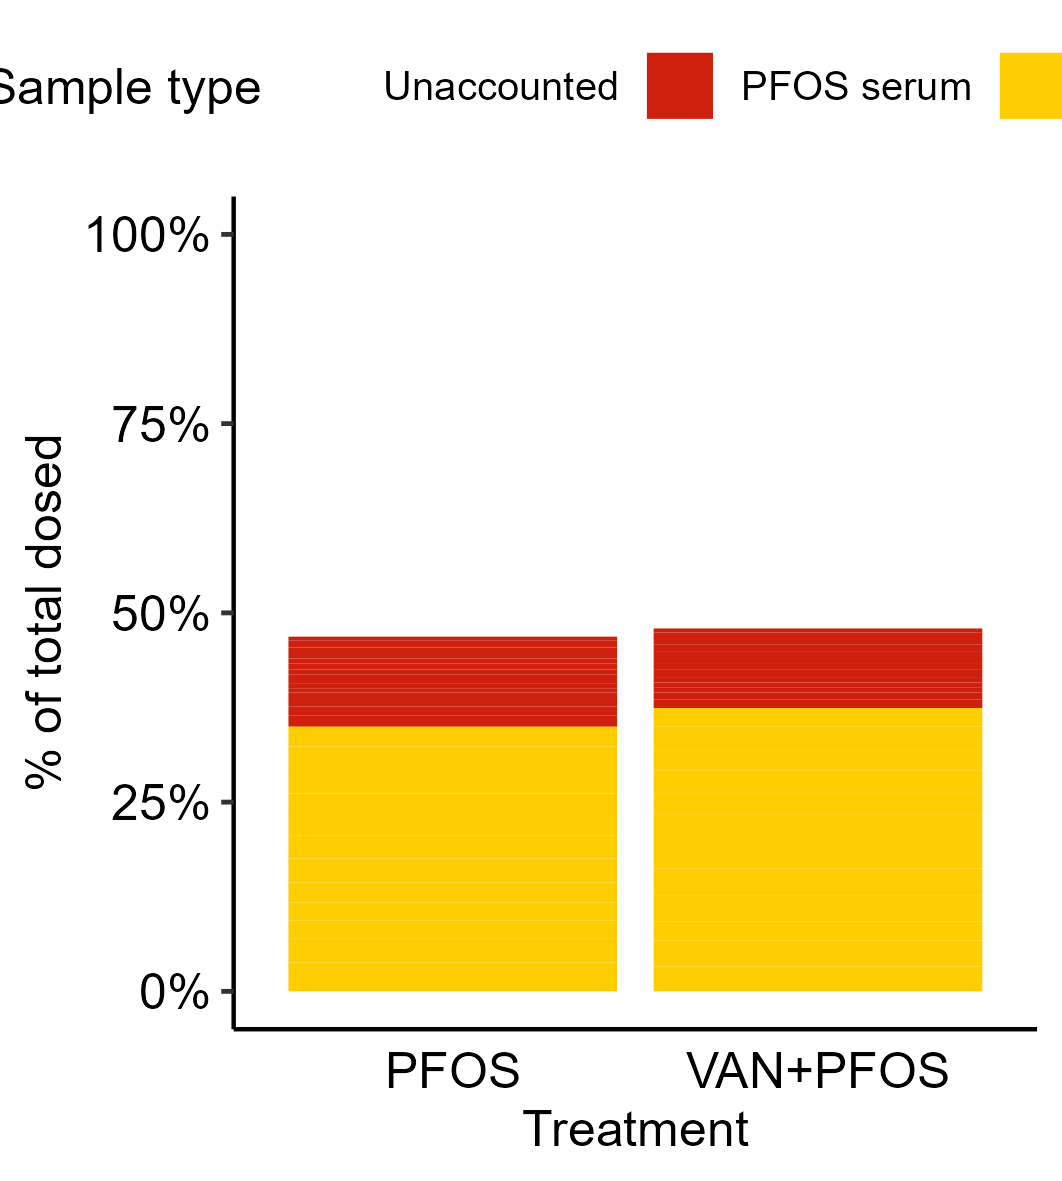 Sample type Unaccounted PFOS serum
100%
75%
50%
25%
0%
% of total dosed
PFOS VAN+PFOS
Treatment